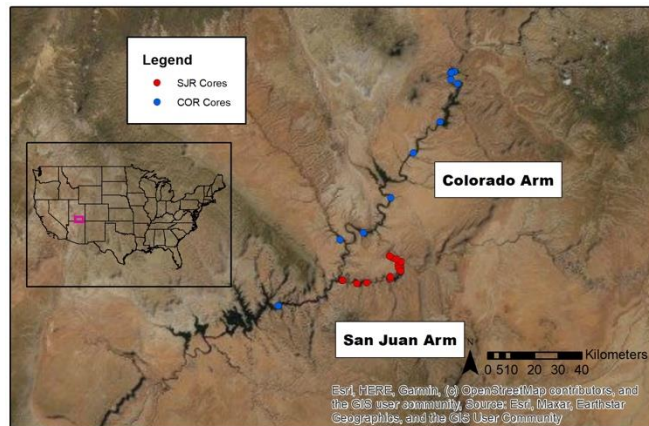 Legend
SJR Cores
COR Cores
Colorado Arm
San Juan Arm
N
Kilometers
0 5 10 20 30 40
Esri, HERE, Garmin, (c) OpenStreetMap contributors, and
the GIS user community, Source: Esri, Maxar, Earthstar
Geographics, and the GIS User Community